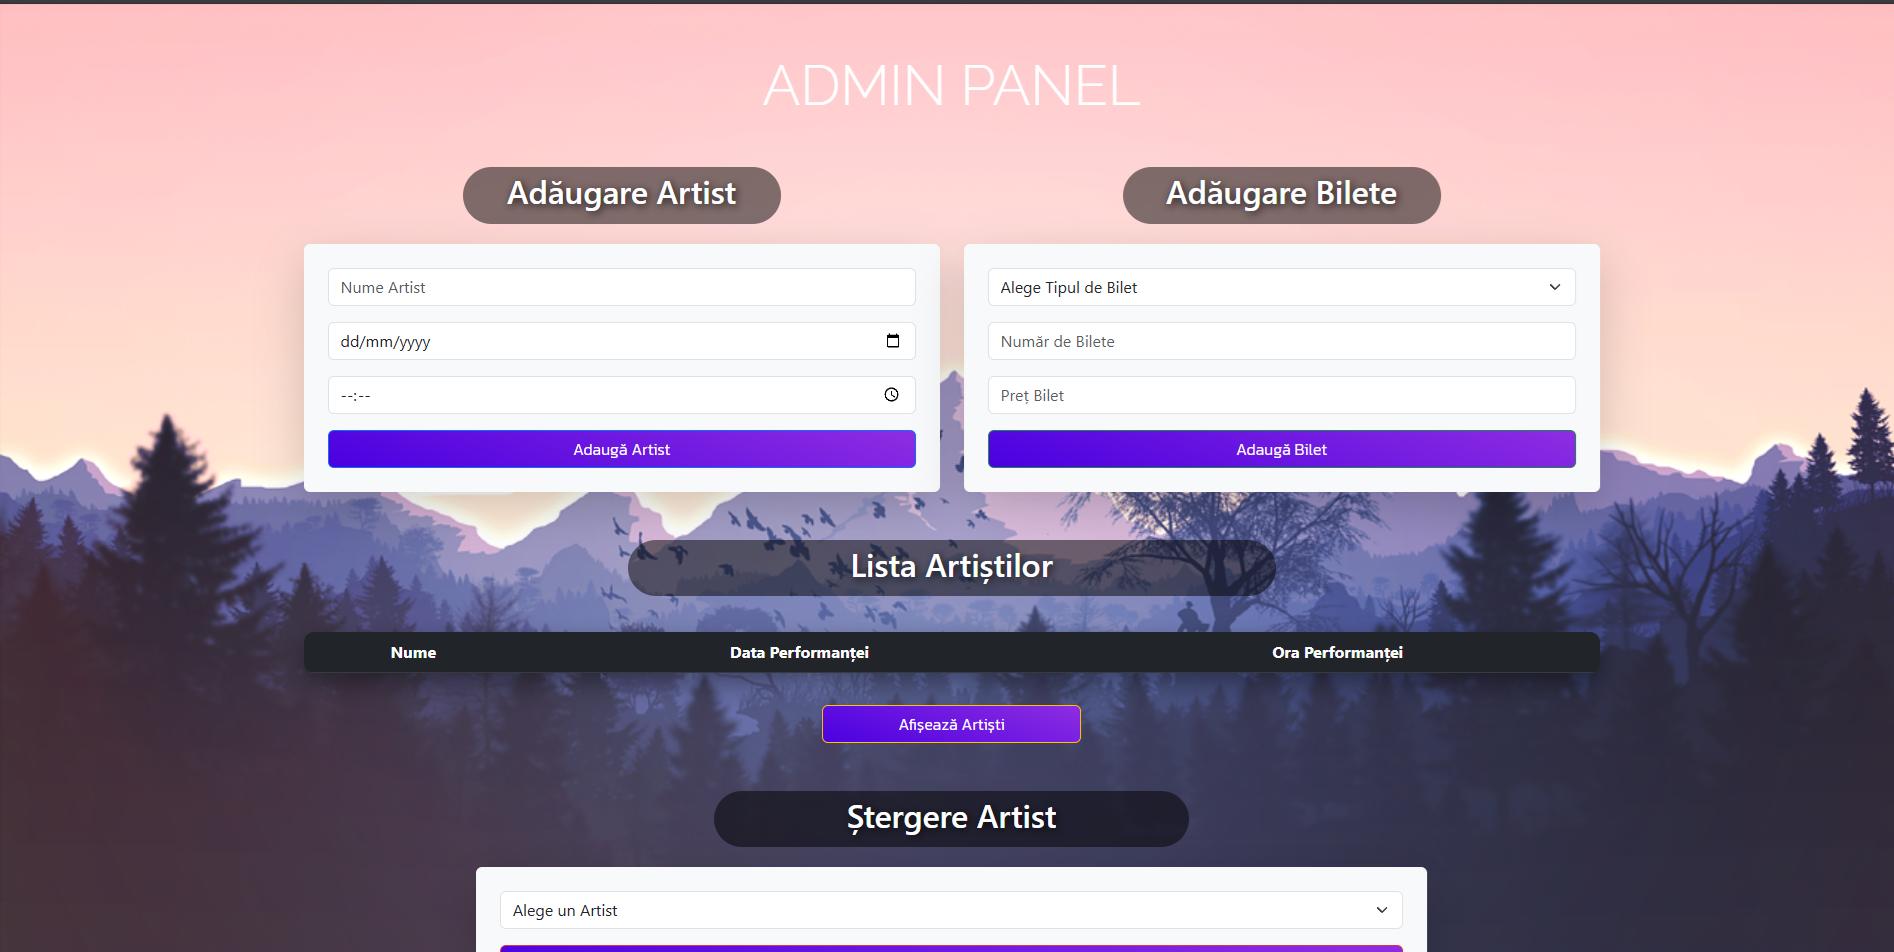 ADMIN PANEL
Adăugare Artist
Nume Artist
dd/mm/yyyy
--:--
Adaugă Artist
Adăugare Bilete
Alege Tipul de Bilet
Număr de Bilete
Preț Bilet
Adaugă Bilet
Lista Artiștilor
Nume Data Performanței Ora Performanței
Afișează Artiști
Ștergere Artist
Alege un Artist